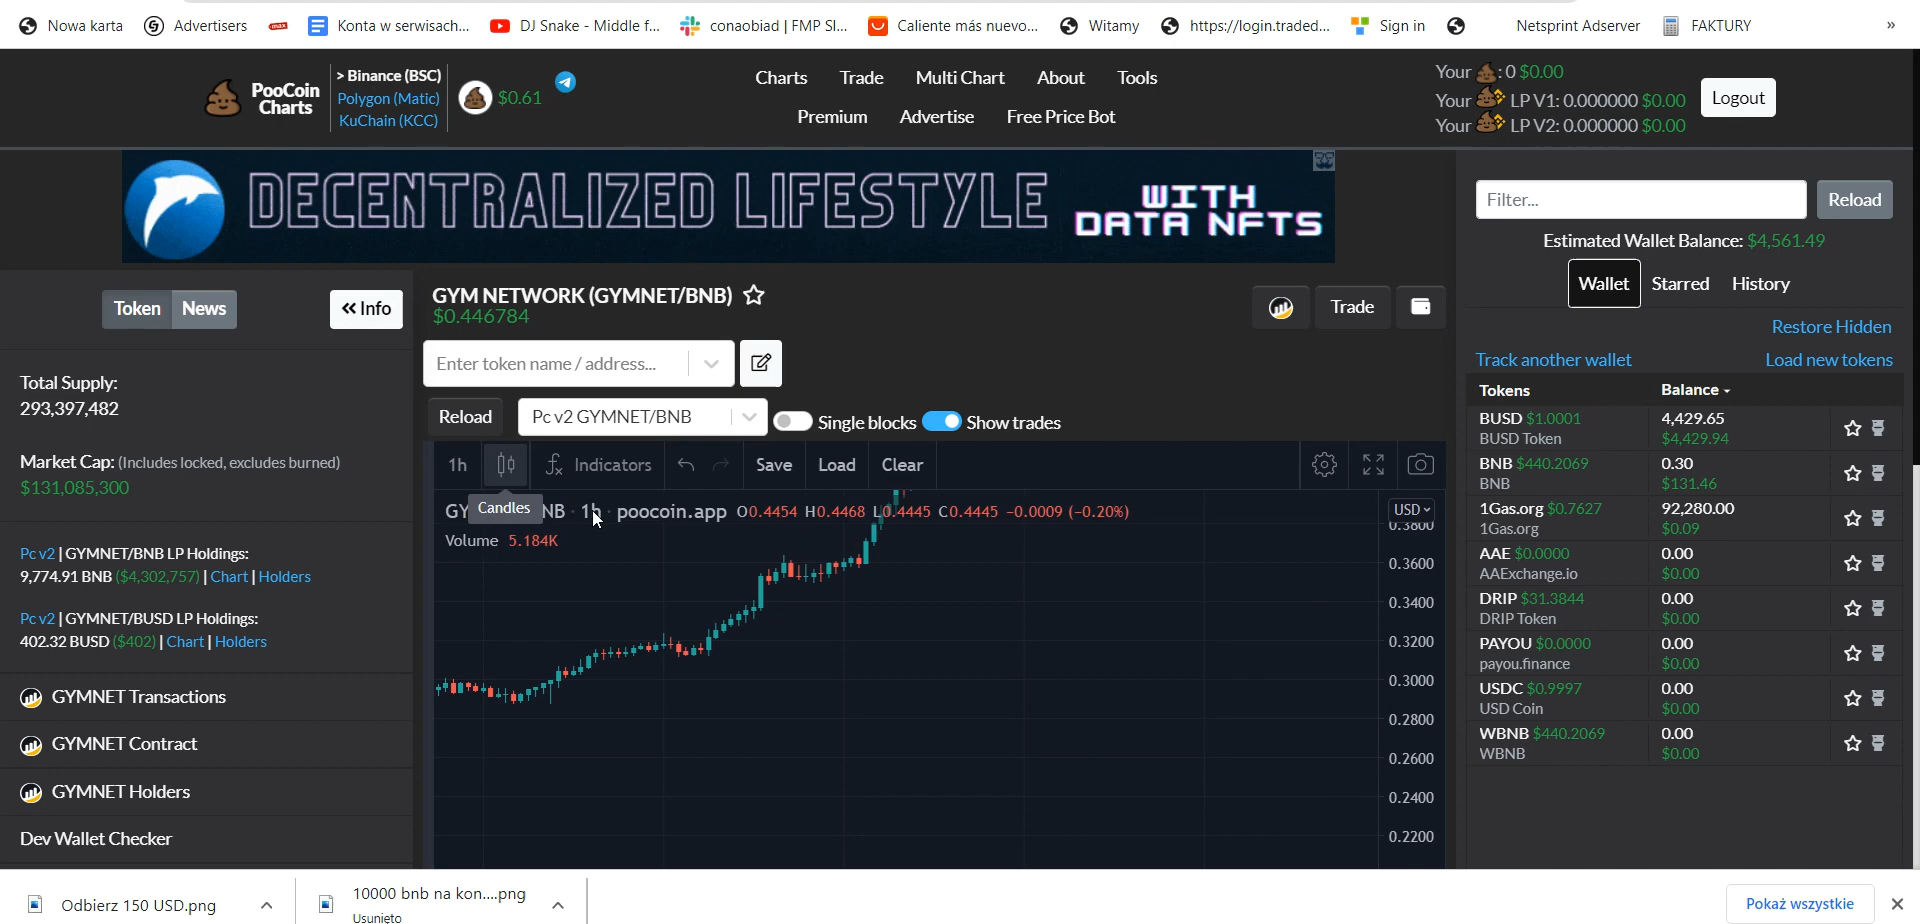 Nowa karta
Advertisers
max
Konta w serwisach...
DJ Snake - Middle f...
conaobiad | FMP Sl...
Caliente más nuevo...
Witamy
https://login.traded...
Sign in
Netsprint Adserver
FAKTURY
»
PooCoin
Charts
> Binance (BSC)
Polygon (Matic)
KuChain (KCC)
$0.61
Charts
Trade
Multi Chart
About
Tools
Premium
Advertise
Free Price Bot
Your : 0 $0.00
Your LP V1: 0.000000 $0.00
Your LP V2: 0.000000 $0.00
Logout
DECENTRALIZED LIFESTYLE
WITH
DATA NFTS
Token
News
« Info
Total Supply:
293,397,482
Market Cap: (Includes locked, excludes burned)
$131,085,300
Pc v2 | GYMNET/BNB LP Holdings:
9,774.91 BNB ($4,302,757) | Chart | Holders
Pc v2 | GYMNET/BUSD LP Holdings:
402.32 BUSD ($402) | Chart | Holders
GYMNET Transactions
GYMNET Contract
GYMNET Holders
Dev Wallet Checker
GYM NETWORK (GYMNET/BNB)
$0.446784
Trade
Enter token name / address...
Reload
Pc v2 GYMNET/BNB
Single blocks
Show trades
1h
Indicators
Save
Load
Clear
Candles
GY NB · 1h · poocoin.app O0.4454 H0.4468 L0.4445 C0.4445 -0.0009 (-0.20%)
Volume 5.184K
USD
0.3800
0.3600
0.3400
0.3200
0.3000
0.2800
0.2600
0.2400
0.2200
Filter...
Reload
Estimated Wallet Balance: $4,561.49
Wallet
Starred
History
Restore Hidden
Track another wallet
Load new tokens
Tokens
Balance
BUSD $1.0001
4,429.65
BUSD Token
$4,429.94
BNB $440.2069
0.30
BNB
$131.46
1Gas.org $0.7627
92,280.00
1Gas.org
$0.09
AAE $0.0000
0.00
AAExchange.io
$0.00
DRIP $31.3844
0.00
DRIP Token
$0.00
PAYOU $0.0000
0.00
payou.finance
$0.00
USDC $0.9997
0.00
USD Coin
$0.00
WBNB $440.2069
0.00
WBNB
$0.00
Odbierz 150 USD.png
10000 bnb na kon....png
Usunięto
Pokaż wszystkie